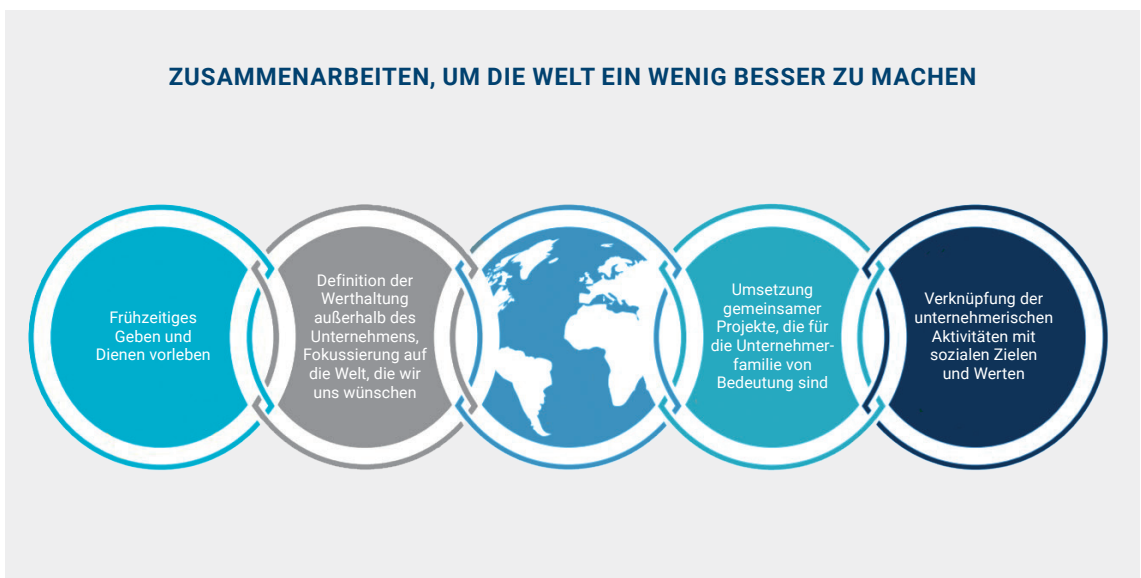 ZUSAMMENARBEITEN, UM DIE WELT EIN WENIG BESSER ZU MACHEN
Frühzeitiges
Geben und
Dienen vorleben
Definition der
Werthaltung
außerhalb des
Unternehmens,
Fokussierung auf
die Welt, die wir
uns wünschen
Umsetzung
gemeinsamer
Projekte, die für
die Unternehmer-
familie von
Bedeutung sind
Verknüpfung der
unternehmerischen
Aktivitäten mit
sozialen Zielen
und Werten